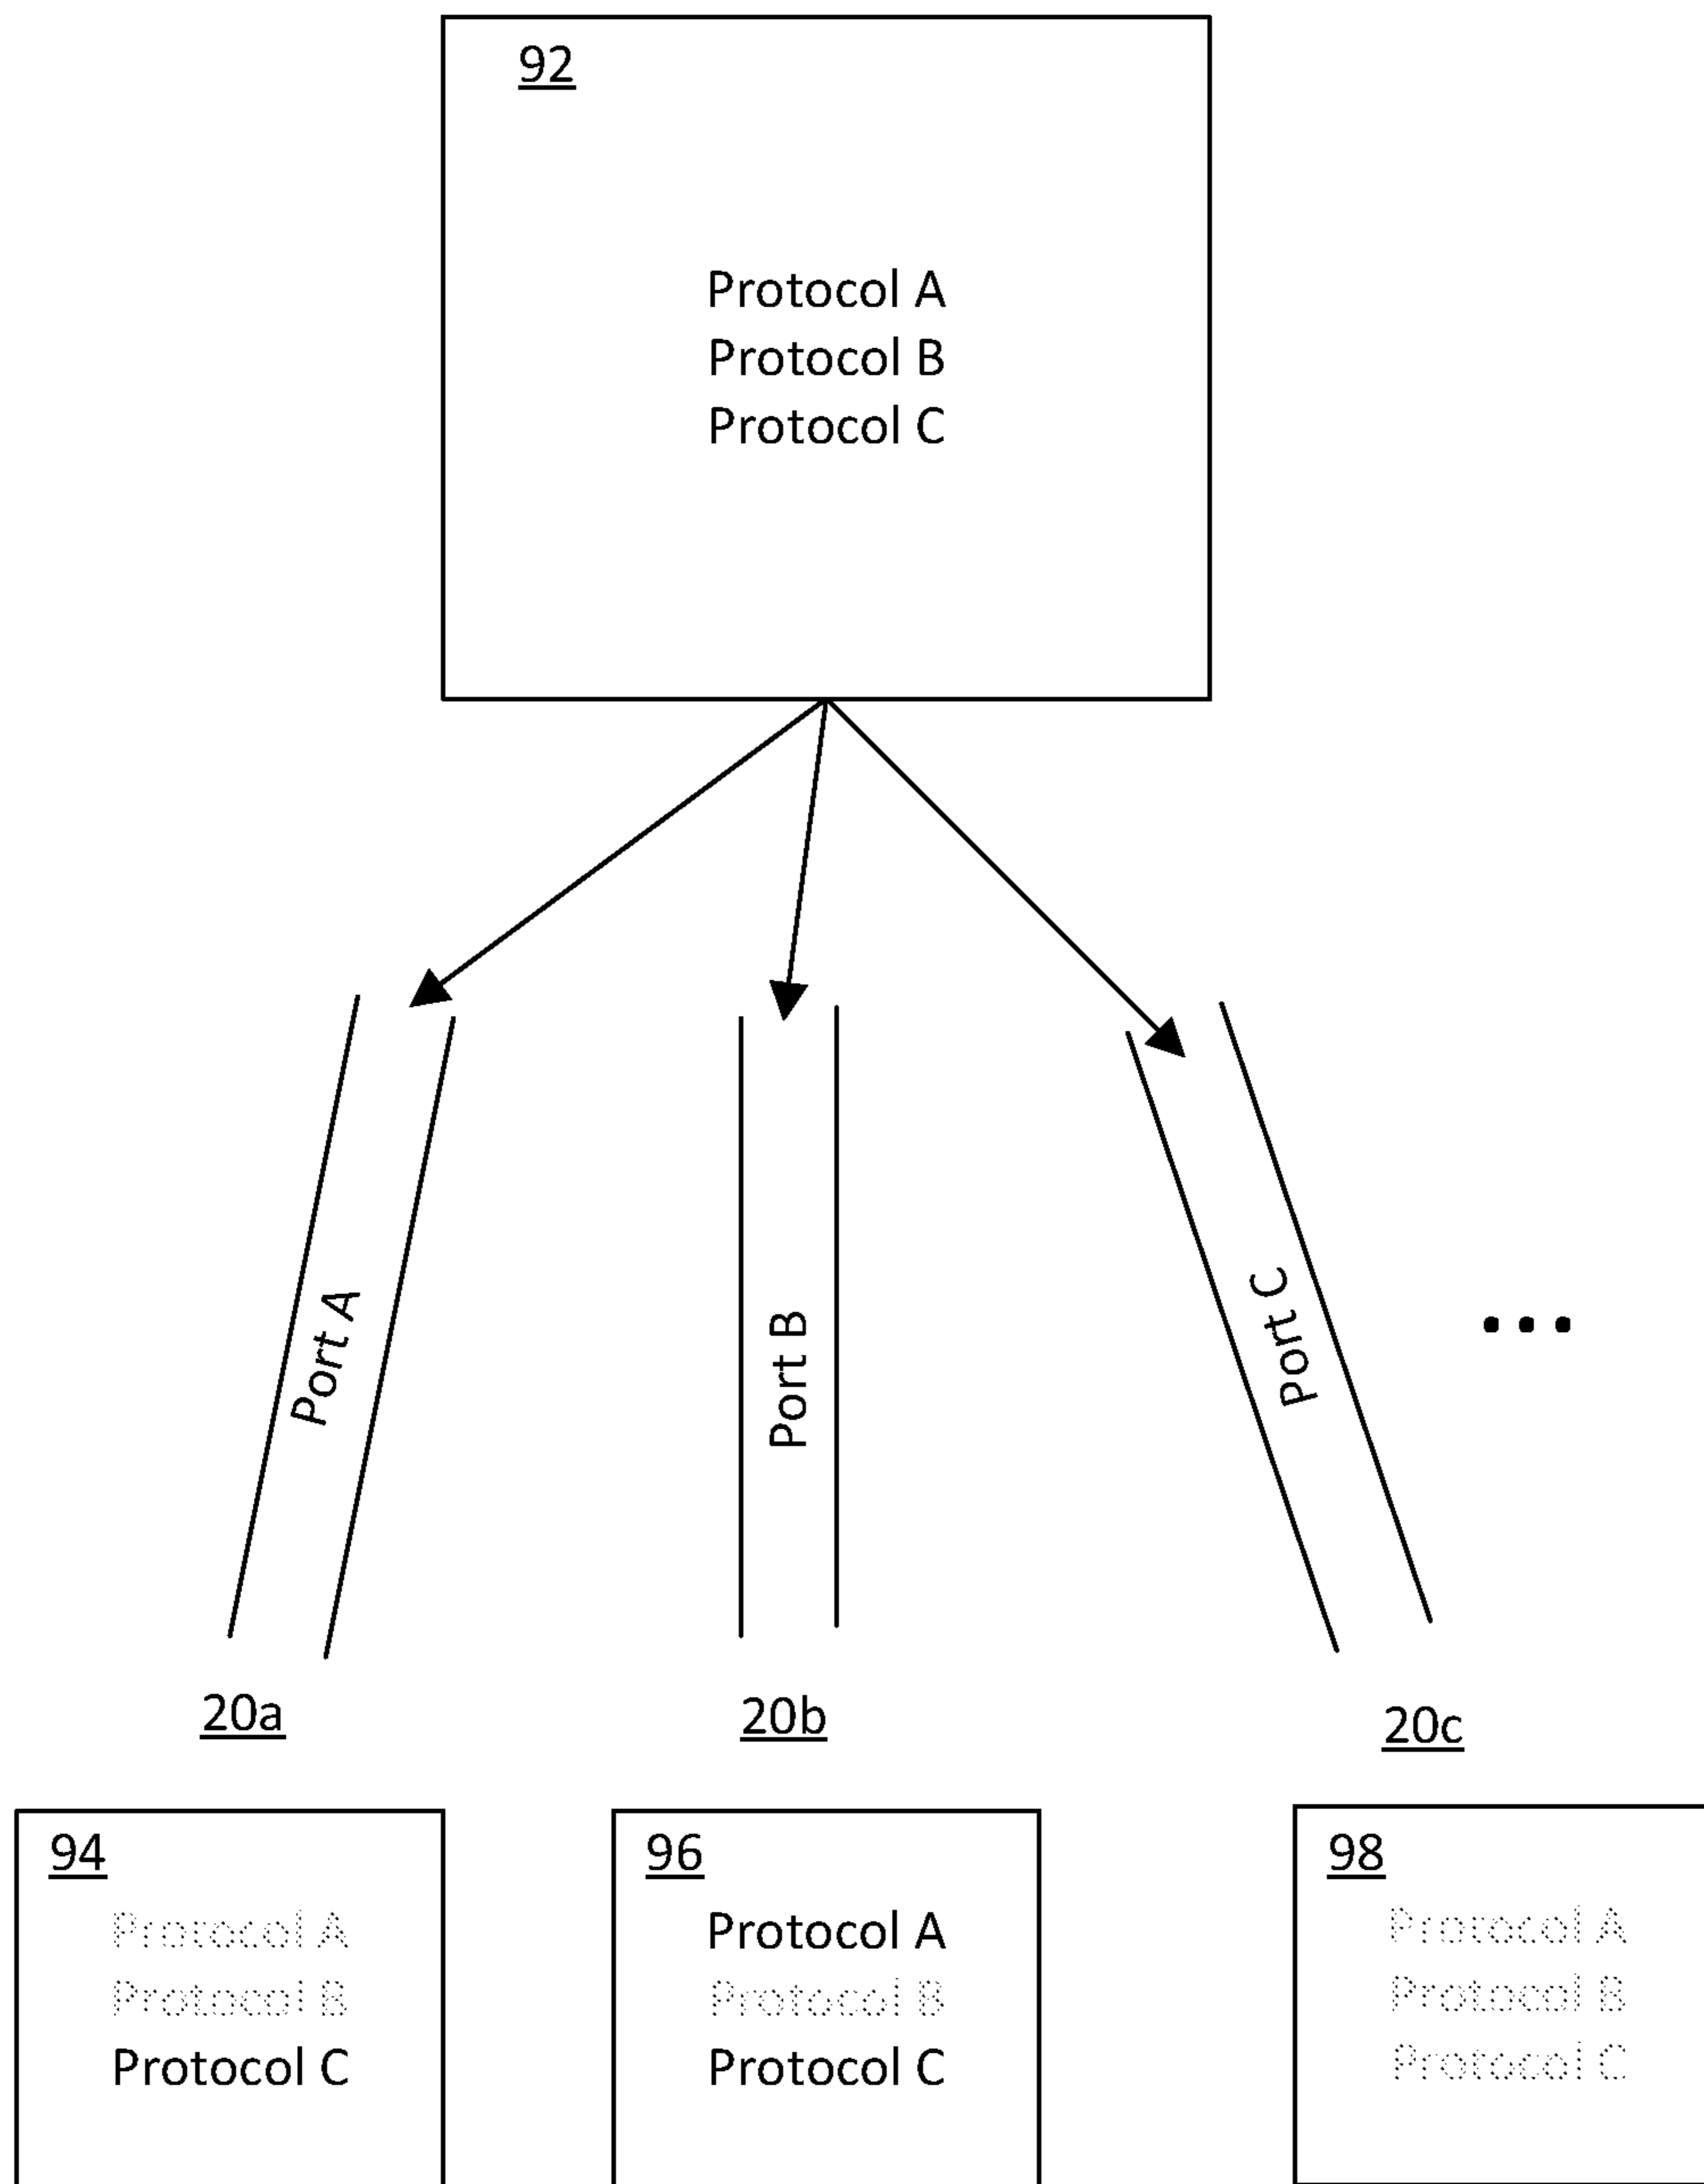 92
Protocol A
Protocol B
Protocol C
Port A
Port B
Port C
20a
20b
20c
94
Protocol A
Protocol B
Protocol C
96
Protocol A
Protocol B
Protocol C
98
Protocol A
Protocol B
Protocol C